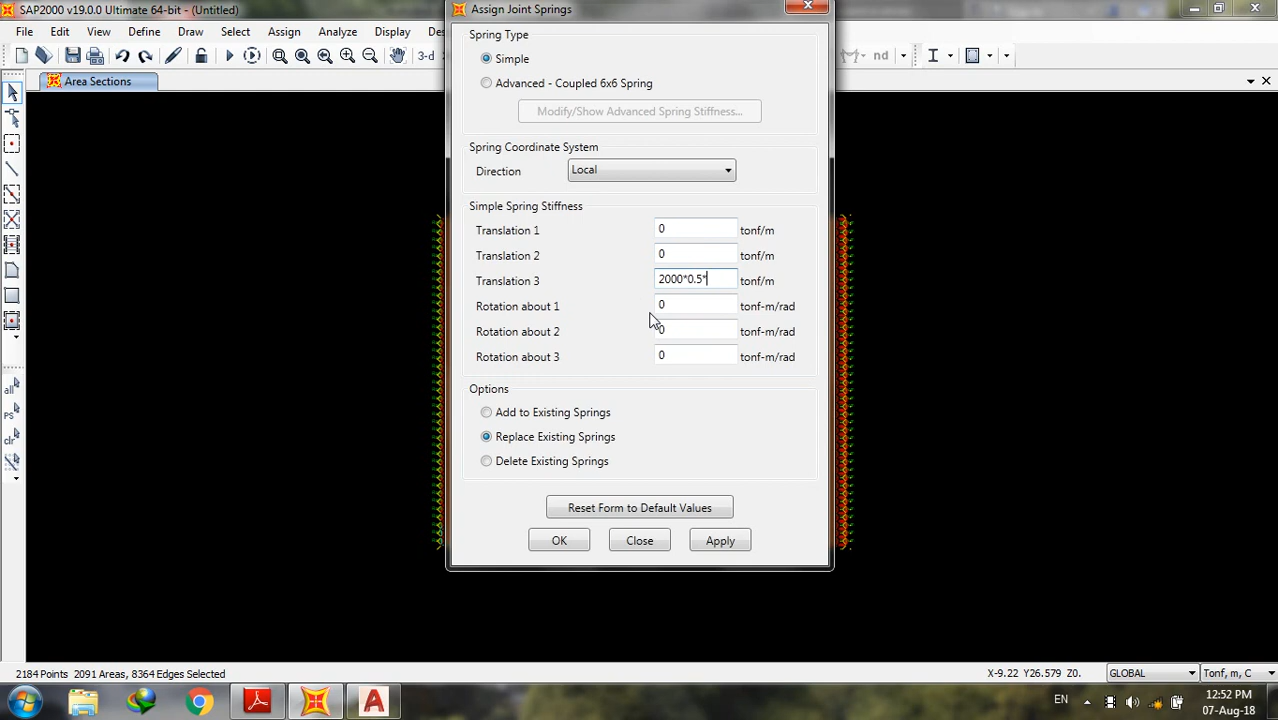 SAP2000 v19.0.0 Ultimate 64-bit - (Untitled)
Assign Joint Springs
File Edit View Define Draw Select Assign Analyze Display
3-d
nd
Area Sections
Spring Type
Simple
Advanced - Coupled 6x6 Spring
Modify/Show Advanced Spring Stiffness...
Spring Coordinate System
Direction Local
Simple Spring Stiffness
Translation 1 0 tonf/m
Translation 2 0 tonf/m
Translation 3 2000*0.5* tonf/m
Rotation about 1 0 tonf-m/rad
Rotation about 2 0 tonf-m/rad
Rotation about 3 0 tonf-m/rad
Options
Add to Existing Springs
Replace Existing Springs
Delete Existing Springs
Reset Form to Default Values
OK Close Apply
all
PS
clr
2184 Points, 2091 Areas, 8364 Edges Selected
X-9.22 Y26.579 Z0.
GLOBAL
Tonf, m, C
EN
12:52 PM
07-Aug-18